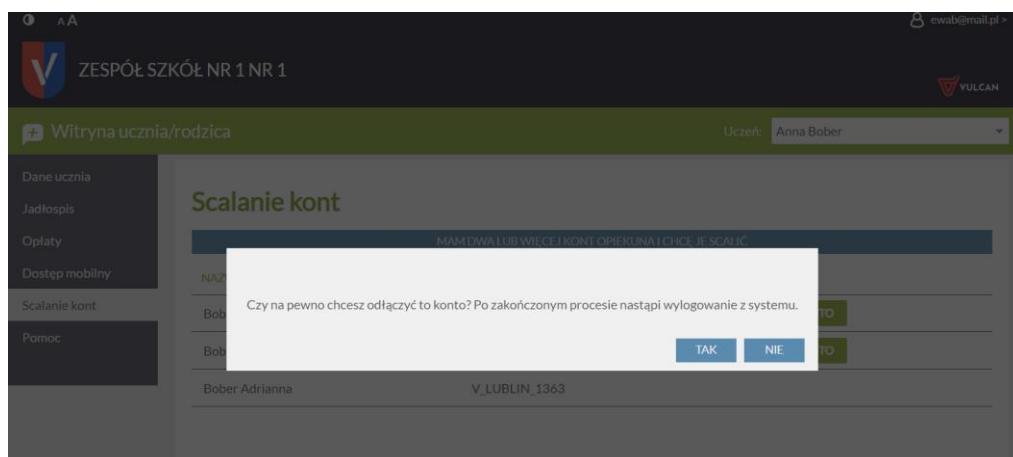 AA
ewab@mail.pl >
ZESPÓŁ SZKÓŁ NR 1 NR 1
VULCAN
Witryna ucznia/rodzica
Uczeń: Anna Bober
Dane ucznia
Jadłospis
Opłaty
Dostęp mobilny
Scalanie kont
Pomoc
Scalanie kont
MAM DWA LUB WIĘCEJ KONT OPIEKUNA I CHCĘ JE SCALIĆ
Czy na pewno chcesz odłączyć to konto? Po zakończonym procesie nastąpi wylogowanie z systemu.
TAK NIE
Bober Adrianna V_LUBLIN_1363